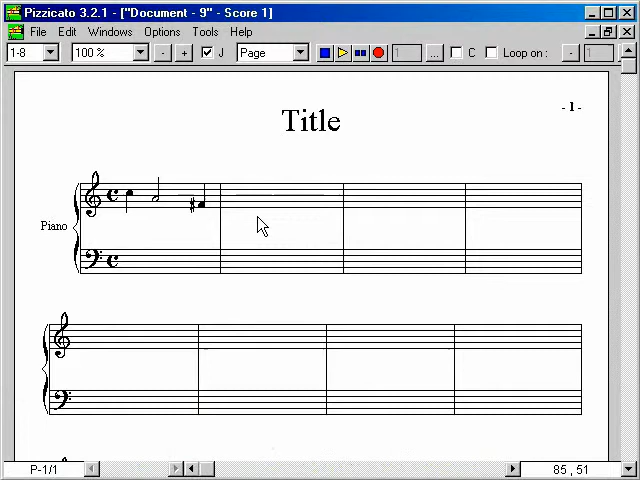 Pizzicato 3.2.1 - ["Document - 9" - Score 1]
File Edit Windows Options Tools Help
1-8 100 % - + J Page 1 ... C Loop on : - 1
- 1 -
Title
Piano
P-1/1 85 , 51